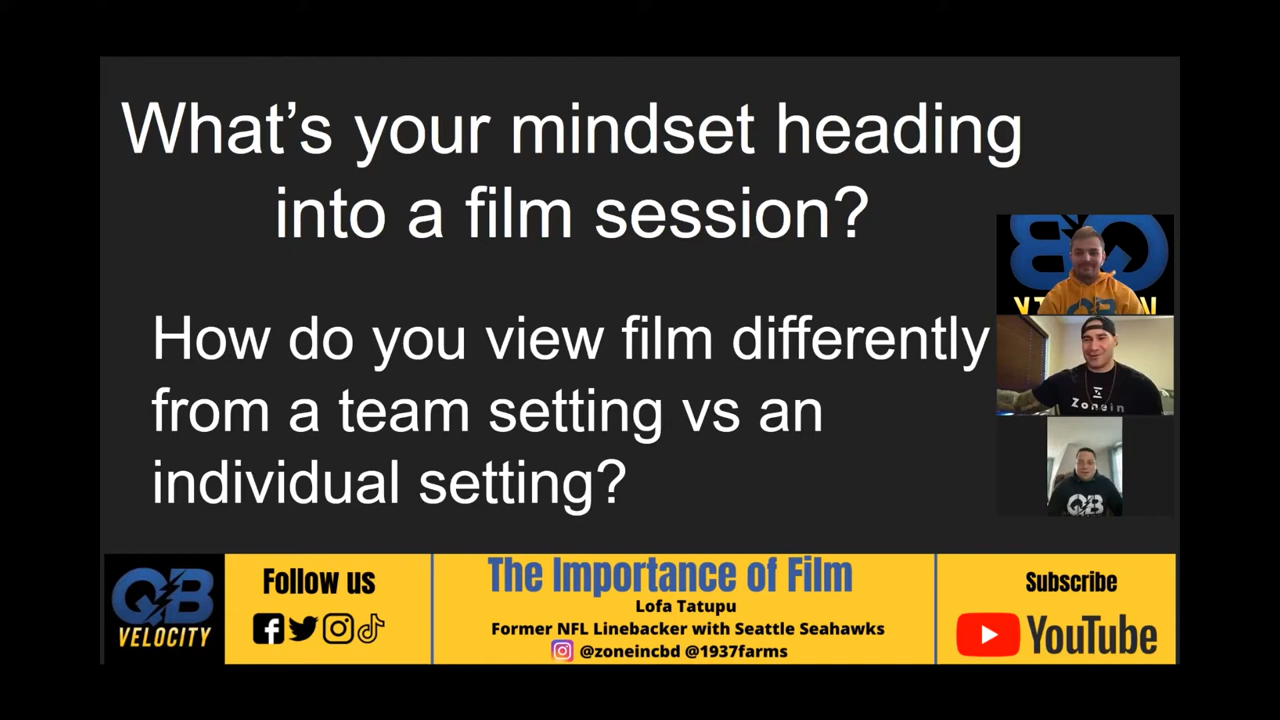 What's your mindset heading
into a film session?
How do you view film differently
from a team setting vs an
individual setting?
Zonein
QB
QB
VELOCITY
Follow us
The Importance of Film
Lofa Tatupu
Former NFL Linebacker with Seattle Seahawks
@zoneincbd @1937farms
Subscribe
YouTube